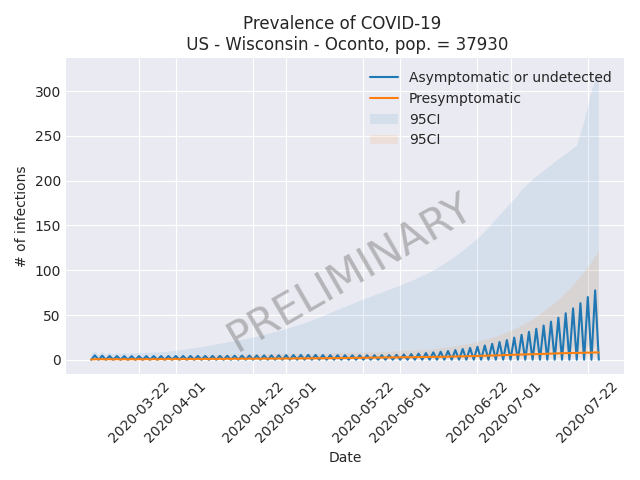 Prevalence of COVID-19
US - Wisconsin - Oconto, pop. = 37930
Asymptomatic or undetected
Presymptomatic
95CI
95CI
# of infections
300
250
200
150
100
50
0
PRELIMINARY
2020-03-22
2020-04-01
2020-04-22
2020-05-01
2020-05-22
2020-06-01
2020-06-22
2020-07-01
2020-07-22
Date